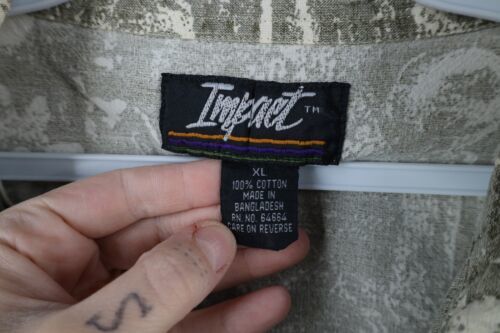 Impact TM
XL
100% COTTON
MADE IN
BANGLADESH
RN. NO. 64664
CARE ON REVERSE
S